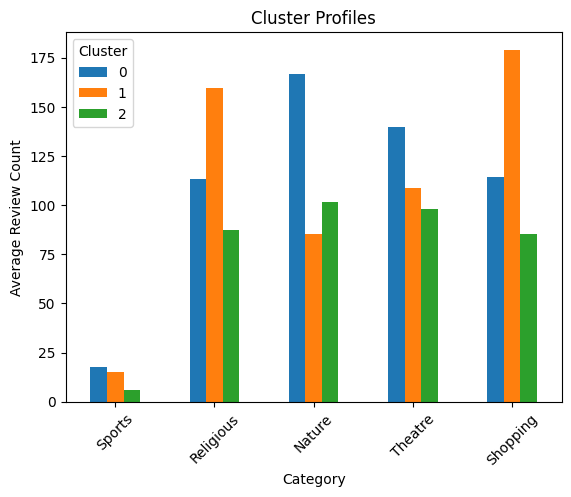 Cluster Profiles
Cluster
0
1
2
Average Review Count
175
150
125
100
75
50
25
0
Sports
Religious
Nature
Theatre
Shopping
Category